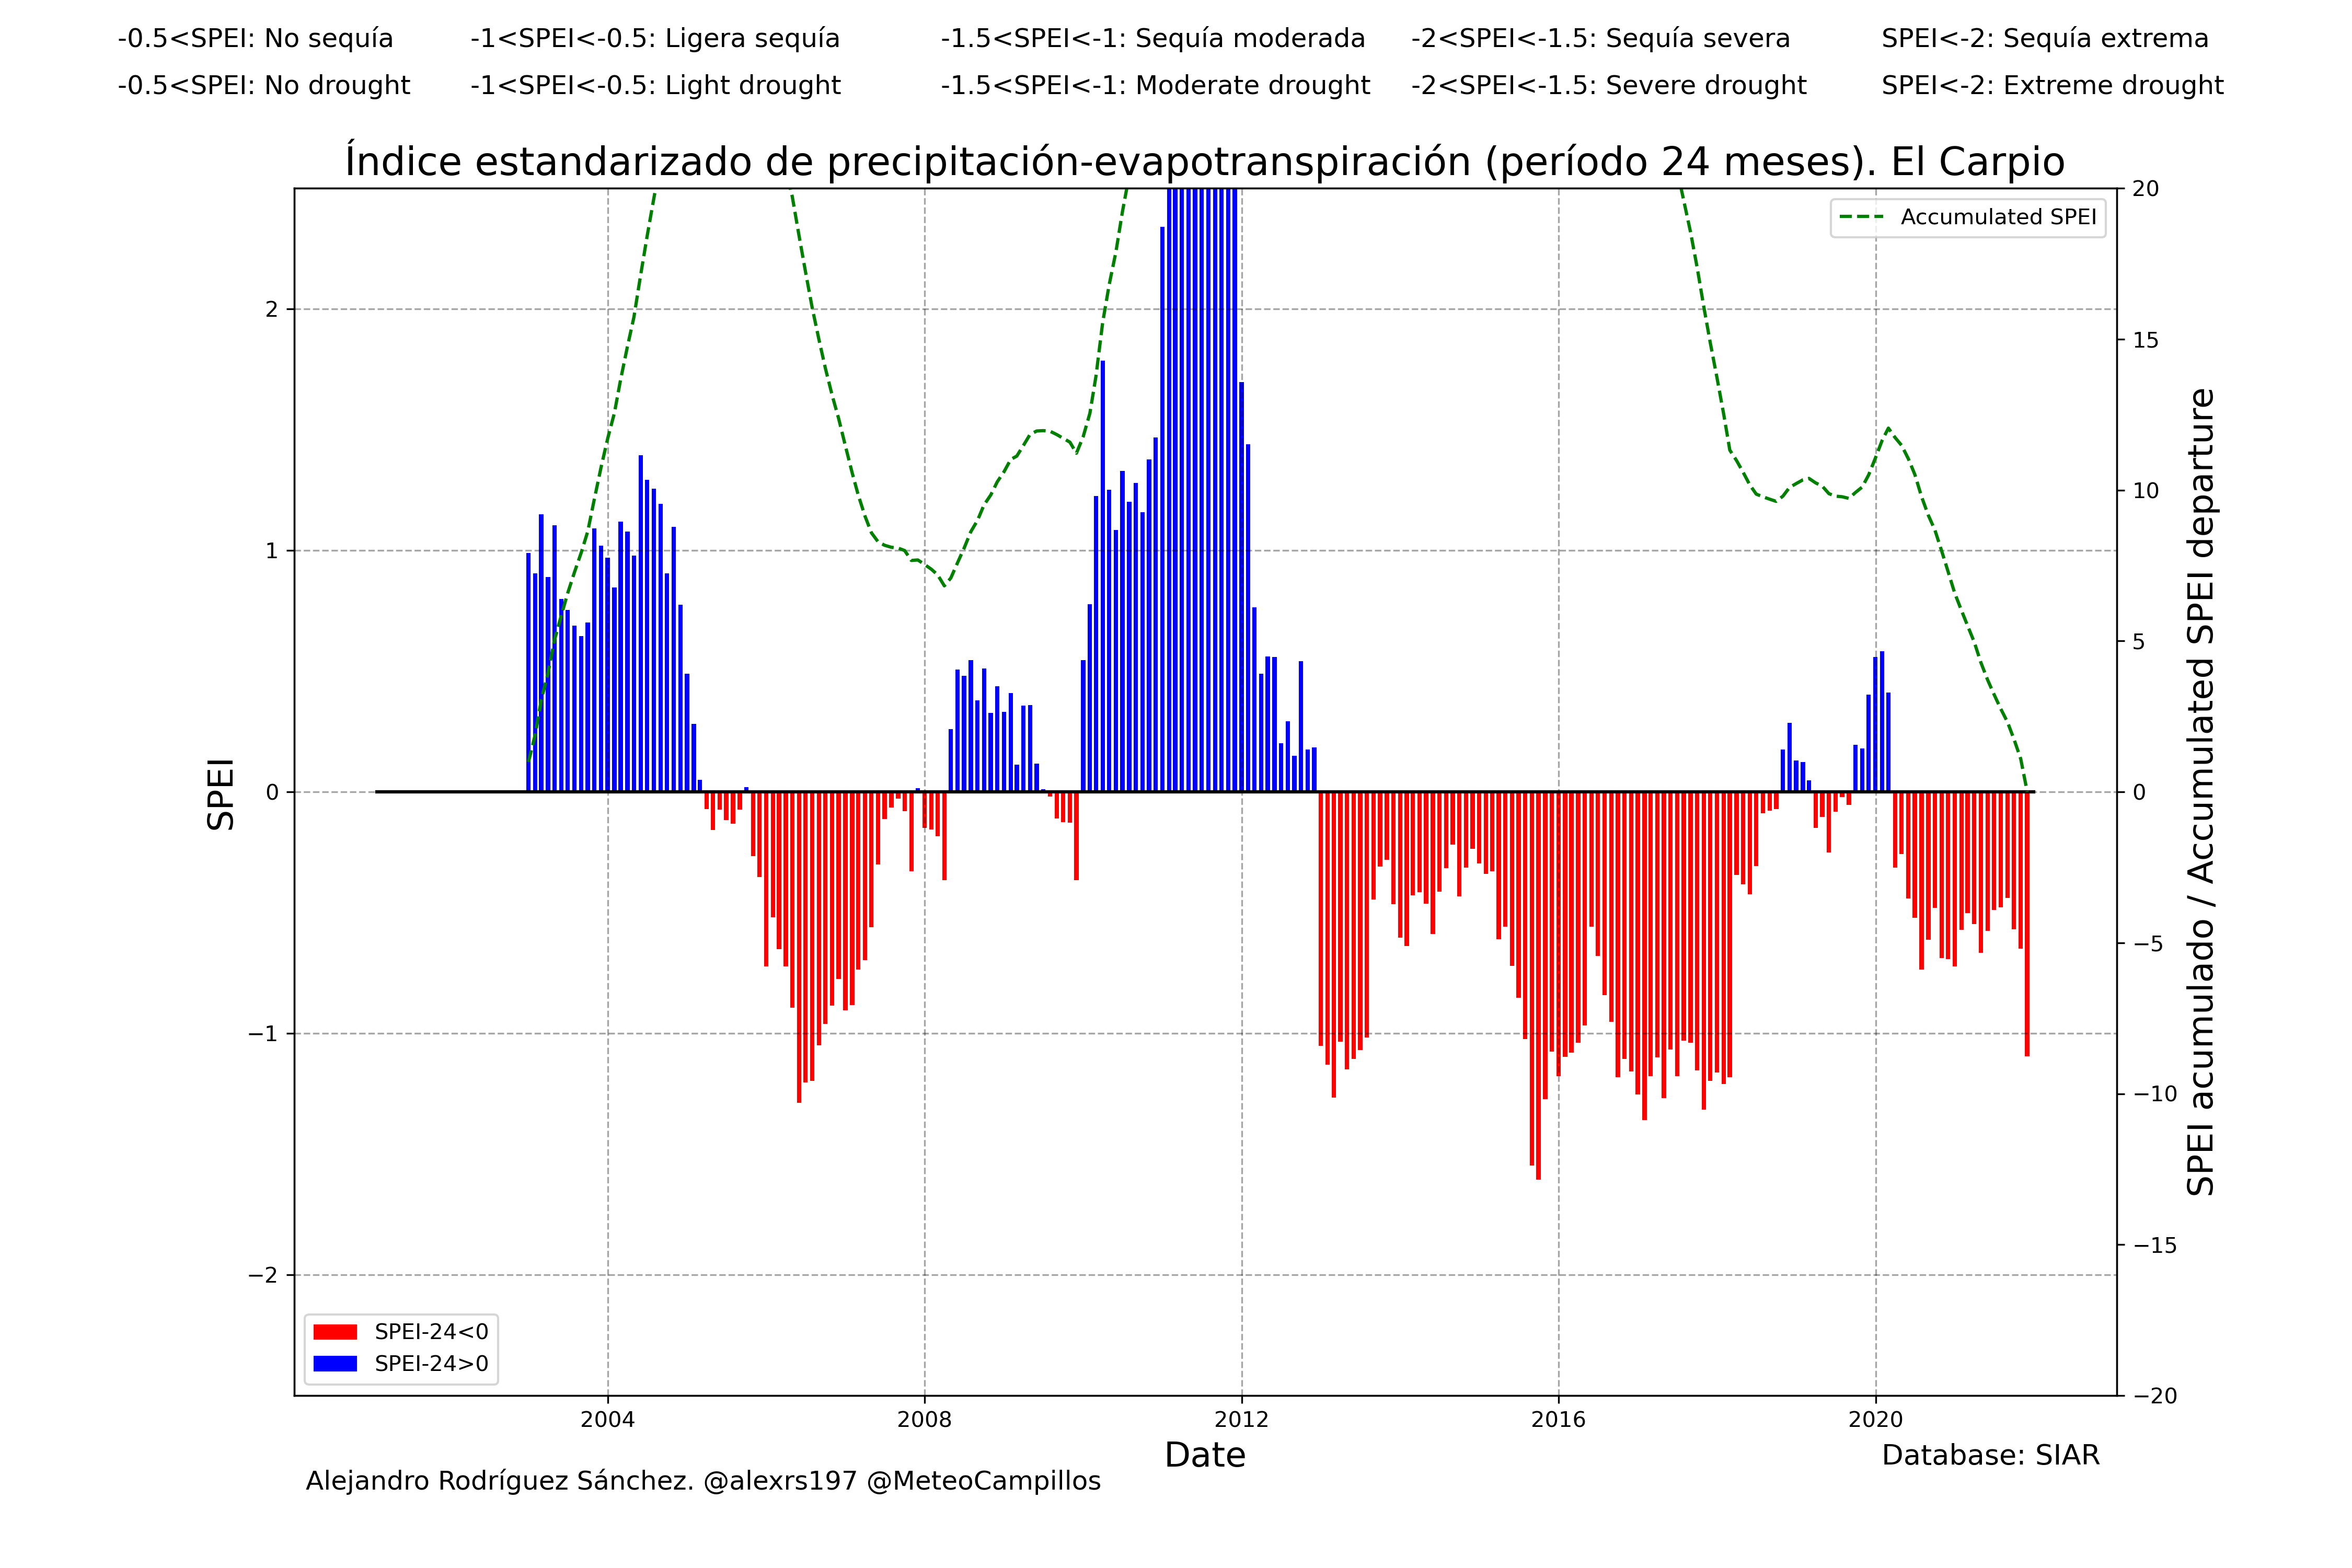 -0.5<SPEI: No sequía -1<SPEI<-0.5: Ligera sequía -1.5<SPEI<-1: Sequía moderada -2<SPEI<-1.5: Sequía severa SPEI<-2: Sequía extrema
-0.5<SPEI: No drought -1<SPEI<-0.5: Light drought -1.5<SPEI<-1: Moderate drought -2<SPEI<-1.5: Severe drought SPEI<-2: Extreme drought
Índice estandarizado de precipitación-evapotranspiración (período 24 meses). El Carpio
SPEI
2
1
0
−1
−2
Accumulated SPEI
20
15
10
5
0
−5
−10
−15
−20
SPEI acumulado / Accumulated SPEI departure
SPEI-24<0
SPEI-24>0
2004 2008 2012 2016 2020
Date
Database: SIAR
Alejandro Rodríguez Sánchez. @alexrs197 @MeteoCampillos